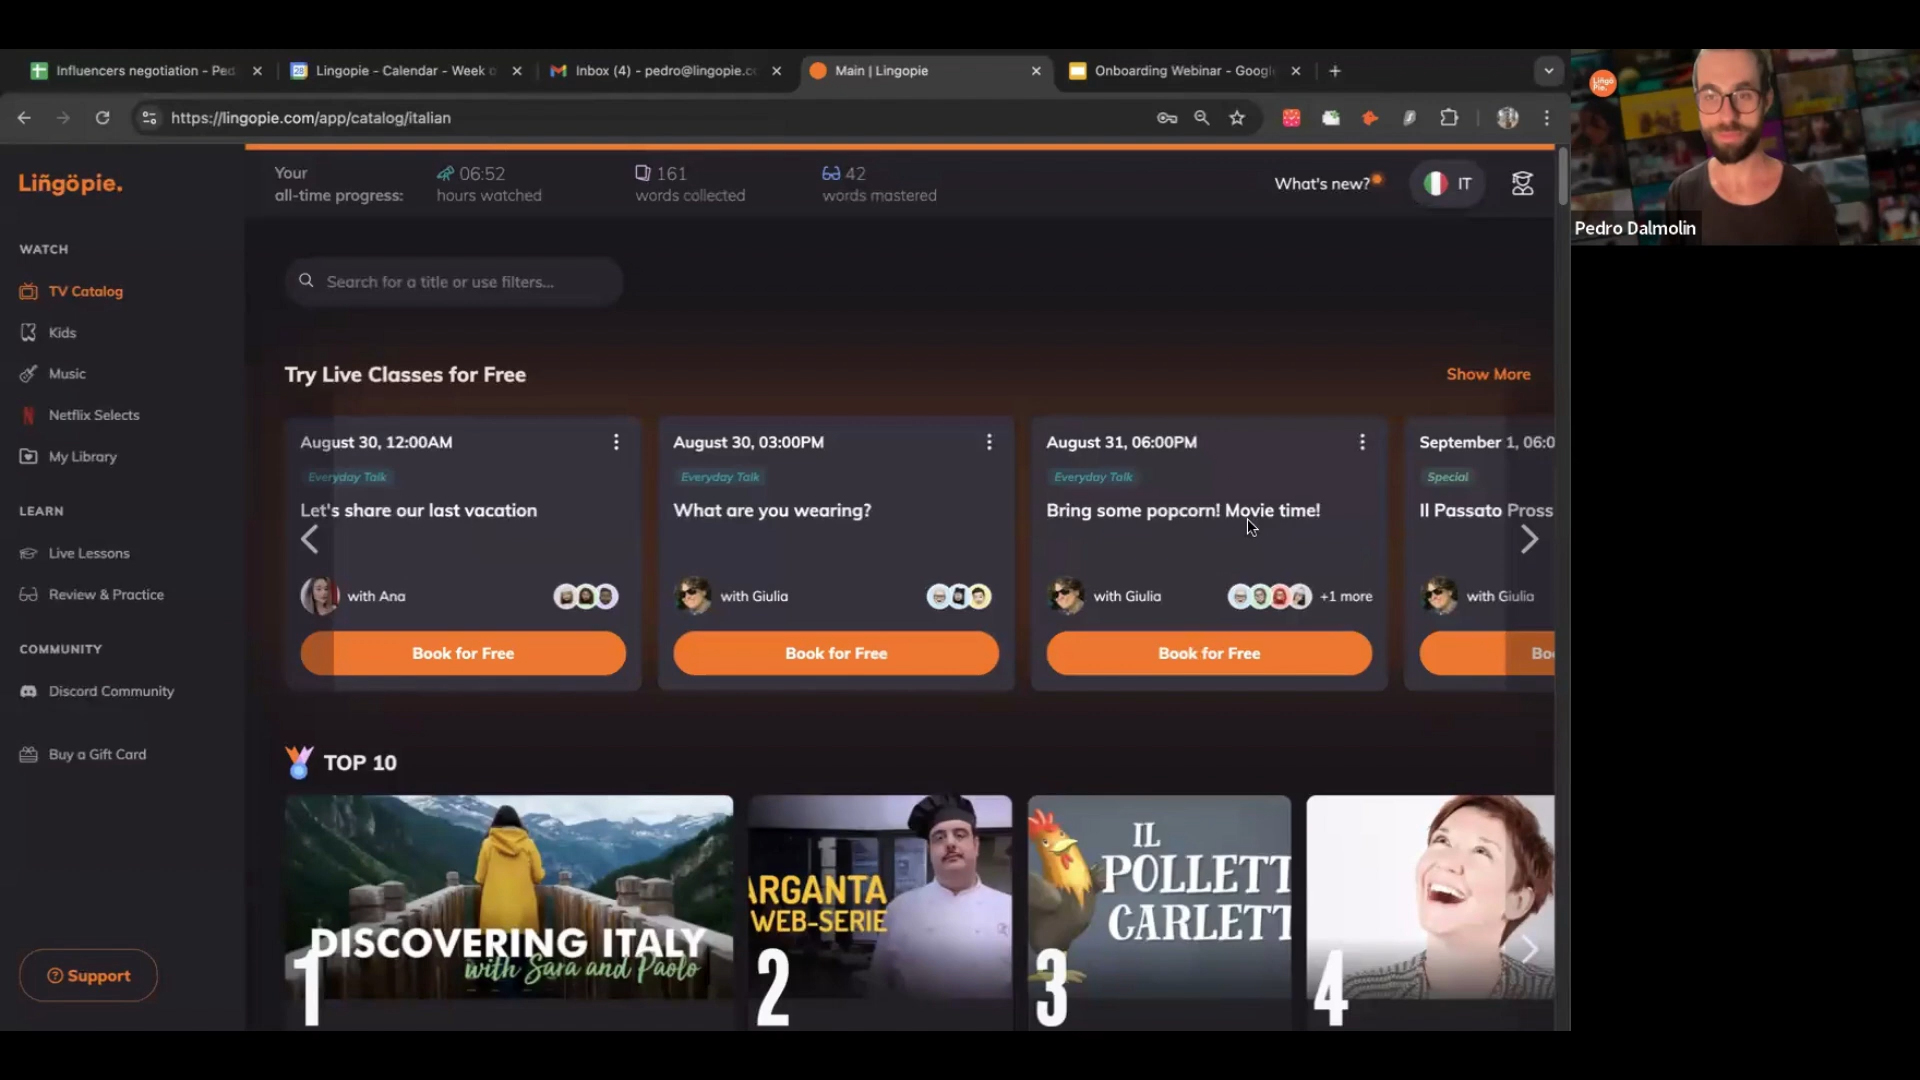 Influencers negotiation - Ped
Lingopie - Calendar - Week o
Inbox (4) - pedro@lingopie.c
Main | Lingopie
Onboarding Webinar - Googl
https://lingopie.com/app/catalog/italian
Liñgo Pie.
Pedro Dalmolin
Liñgöpie.
Your
all-time progress:
06:52
hours watched
161
words collected
42
words mastered
What's new?
IT
WATCH
TV Catalog
Kids
Music
Netflix Selects
My Library
LEARN
Live Lessons
Review & Practice
COMMUNITY
Discord Community
Buy a Gift Card
Support
Search for a title or use filters...
Try Live Classes for Free
Show More
August 30, 12:00AM
Everyday Talk
Let's share our last vacation
with Ana
Book for Free
August 30, 03:00PM
Everyday Talk
What are you wearing?
with Giulia
Book for Free
August 31, 06:00PM
Everyday Talk
Bring some popcorn! Movie time!
with Giulia
+1 more
Book for Free
September 1, 06:0
Special
Il Passato Pross
with Giulia
Bo
TOP 10
DISCOVERING ITALY
with Sara and Paolo
1
ARGANTA
WEB-SERIE
2
IL
POLLETT
CARLETT
3
4